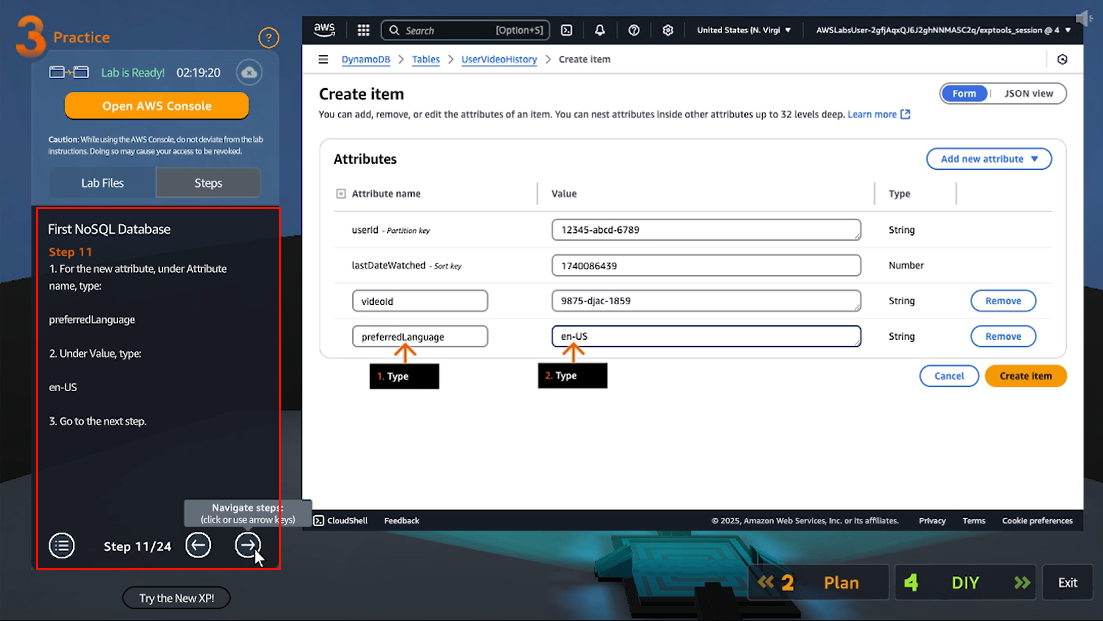 3 Practice
?
Lab is Ready! 02:19:20
Open AWS Console
Caution: While using the AWS Console, do not deviate from the lab
instructions. Doing so may cause your access to be revoked.
Lab Files
Steps
First NoSQL Database
Step 11
1. For the new attribute, under Attribute
name, type:
preferredLanguage
2. Under Value, type:
en-US
3. Go to the next step.
Navigate steps:
(click or use arrow keys)
Step 11/24
Try the New XP!
aws
Search
[Option+S]
United States (N. Virgi
AWSLabsUser-2gfjAqxQJ6J2ghNNMSC2q/exptools_session @ 4
DynamoDB > Tables > UserVideoHistory > Create item
Create item
Form
JSON view
You can add, remove, or edit the attributes of an item. You can nest attributes inside other attributes up to 32 levels deep. Learn more
Attributes
Add new attribute
Attribute name
Value
Type
userId - Partition key
12345-abcd-6789
String
lastDateWatched - Sort key
1740086439
Number
videoId
9875-djac-1859
String
Remove
preferredLanguage
en-US
String
Remove
1. Type
2. Type
Cancel
Create item
CloudShell
Feedback
© 2025, Amazon Web Services, Inc. or its affiliates.
Privacy
Terms
Cookie preferences
2 Plan
4 DIY
Exit